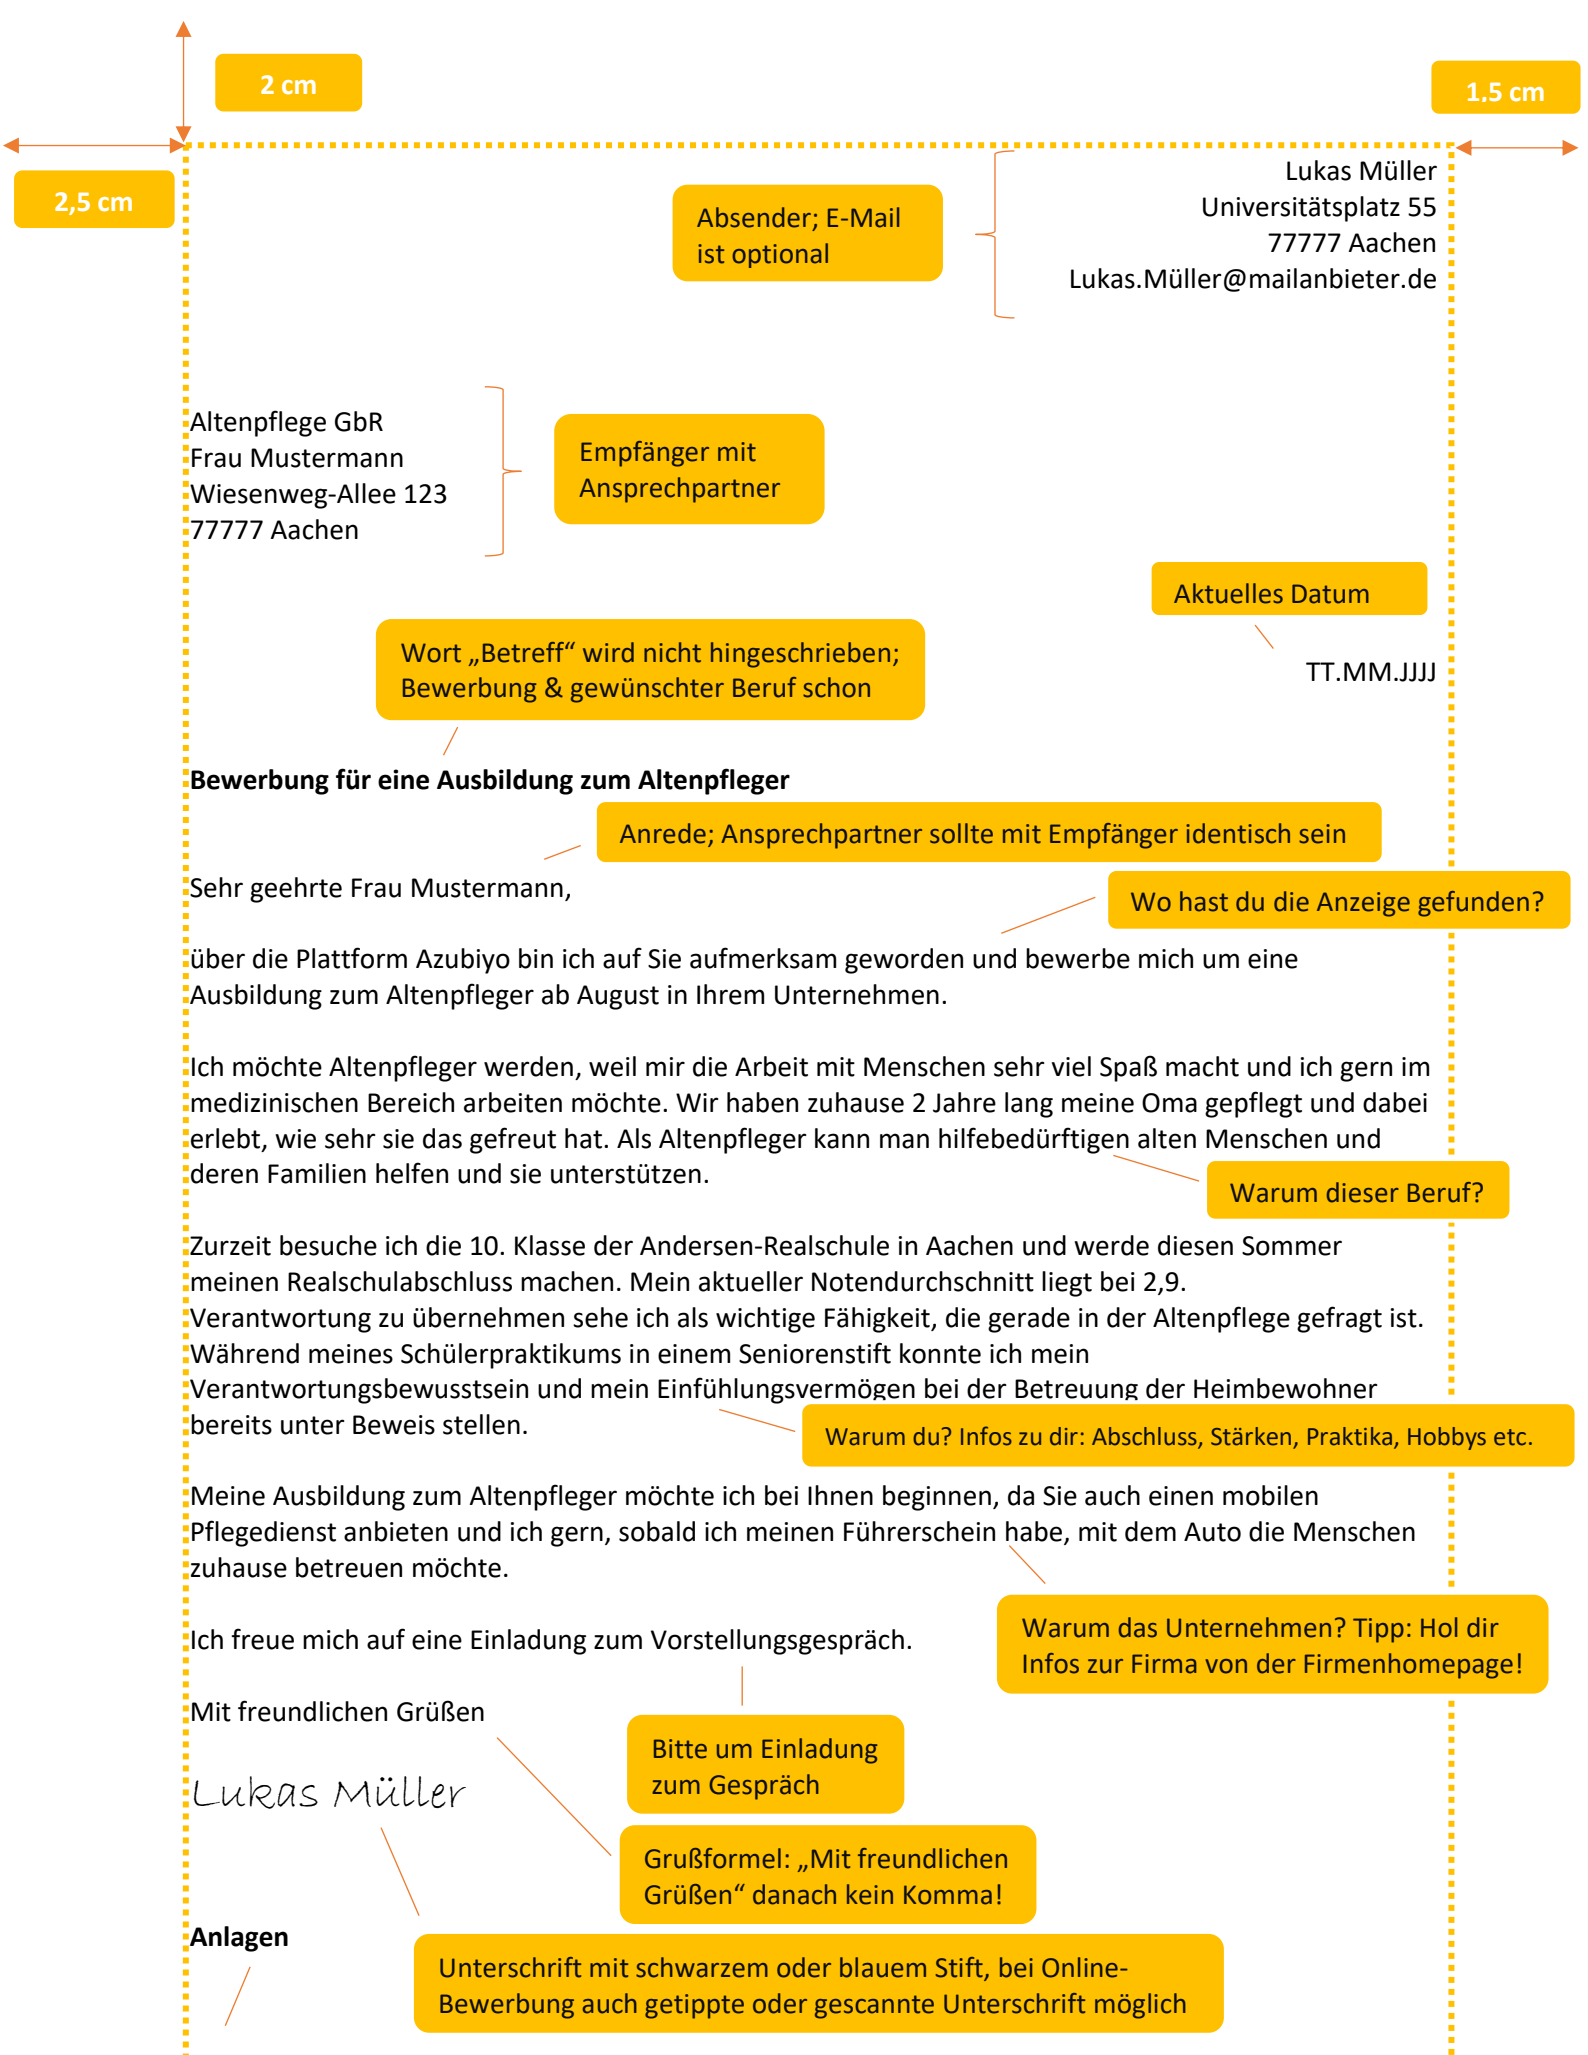 2 cm
1,5 cm
2,5 cm
Lukas Müller
Universitätsplatz 55
77777 Aachen
Lukas.Müller@mailanbieter.de
Absender; E-Mail
ist optional
Altenpflege GbR
Frau Mustermann
Wiesenweg-Allee 123
77777 Aachen
Empfänger mit
Ansprechpartner
Aktuelles Datum
TT.MM.JJJJ
Wort „Betreff“ wird nicht hingeschrieben;
Bewerbung & gewünschter Beruf schon
Bewerbung für eine Ausbildung zum Altenpfleger
Anrede; Ansprechpartner sollte mit Empfänger identisch sein
Sehr geehrte Frau Mustermann,
Wo hast du die Anzeige gefunden?
über die Plattform Azubiyo bin ich auf Sie aufmerksam geworden und bewerbe mich um eine
Ausbildung zum Altenpfleger ab August in Ihrem Unternehmen.
Ich möchte Altenpfleger werden, weil mir die Arbeit mit Menschen sehr viel Spaß macht und ich gern im
medizinischen Bereich arbeiten möchte. Wir haben zuhause 2 Jahre lang meine Oma gepflegt und dabei
erlebt, wie sehr sie das gefreut hat. Als Altenpfleger kann man hilfebedürftigen alten Menschen und
deren Familien helfen und sie unterstützen.
Warum dieser Beruf?
Zurzeit besuche ich die 10. Klasse der Andersen-Realschule in Aachen und werde diesen Sommer
meinen Realschulabschluss machen. Mein aktueller Notendurchschnitt liegt bei 2,9.
Verantwortung zu übernehmen sehe ich als wichtige Fähigkeit, die gerade in der Altenpflege gefragt ist.
Während meines Schülerpraktikums in einem Seniorenstift konnte ich mein
Verantwortungsbewusstsein und mein Einfühlungsvermögen bei der Betreuung der Heimbewohner
bereits unter Beweis stellen.
Warum du? Infos zu dir: Abschluss, Stärken, Praktika, Hobbys etc.
Meine Ausbildung zum Altenpfleger möchte ich bei Ihnen beginnen, da Sie auch einen mobilen
Pflegedienst anbieten und ich gern, sobald ich meinen Führerschein habe, mit dem Auto die Menschen
zuhause betreuen möchte.
Warum das Unternehmen? Tipp: Hol dir
Infos zur Firma von der Firmenhomepage!
Ich freue mich auf eine Einladung zum Vorstellungsgespräch.
Mit freundlichen Grüßen
Bitte um Einladung
zum Gespräch
Lukas Müller
Grußformel: „Mit freundlichen
Grüßen“ danach kein Komma!
Anlagen
Unterschrift mit schwarzem oder blauem Stift, bei Online-
Bewerbung auch getippte oder gescannte Unterschrift möglich